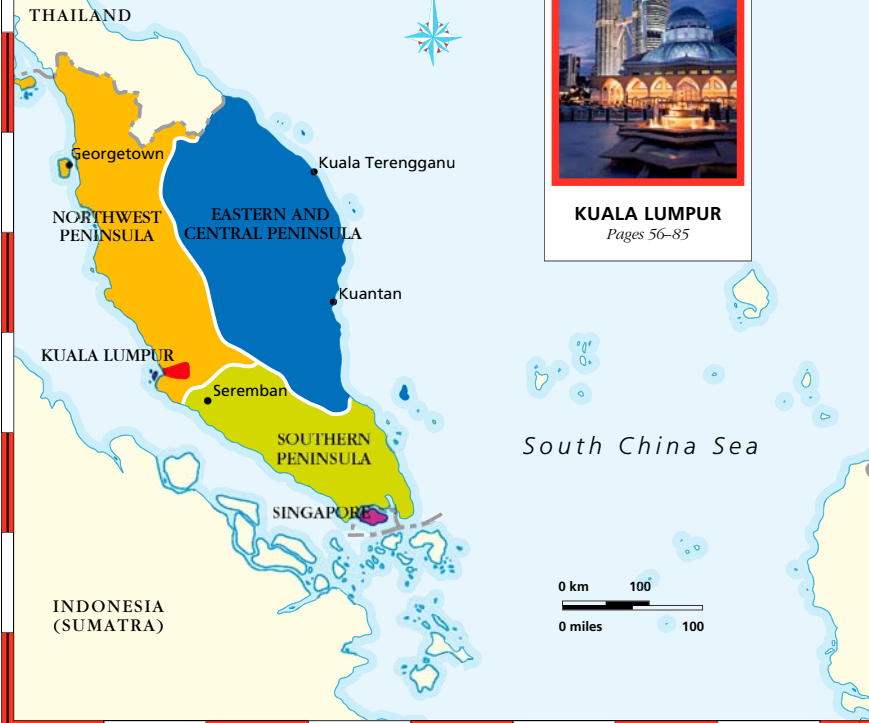 THAILAND
Georgetown
Kuala Terengganu
NORTHWEST
PENINSULA
EASTERN AND
CENTRAL PENINSULA
KUALA LUMPUR
Pages 56–85
Kuantan
KUALA LUMPUR
Seremban
SOUTHERN
PENINSULA
South China Sea
SINGAPORE
INDONESIA
(SUMATRA)
0 km 100
0 miles 100